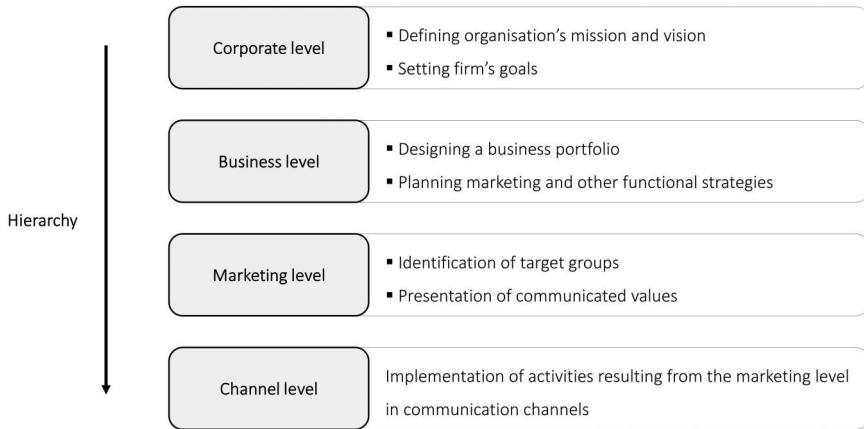 Hierarchy
Corporate level
▪ Defining organisation's mission and vision
▪ Setting firm's goals
Business level
▪ Designing a business portfolio
▪ Planning marketing and other functional strategies
Marketing level
▪ Identification of target groups
▪ Presentation of communicated values
Channel level
Implementation of activities resulting from the marketing level
in communication channels